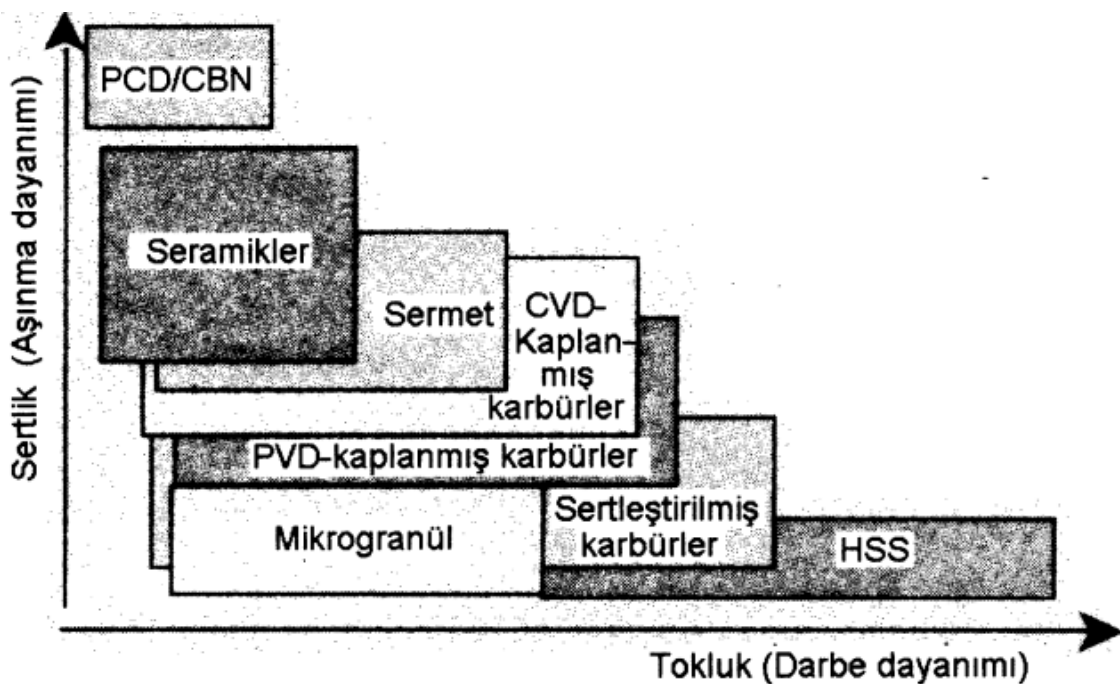 Sertlik (Aşınma dayanımı)
PCD/CBN
Seramikler
Sermet
CVD-
Kaplan-
mış
karbürler
PVD-kaplanmış karbürler
Sertleştirilmiş
karbürler
Mikrogranül
HSS
Tokluk (Darbe dayanımı)